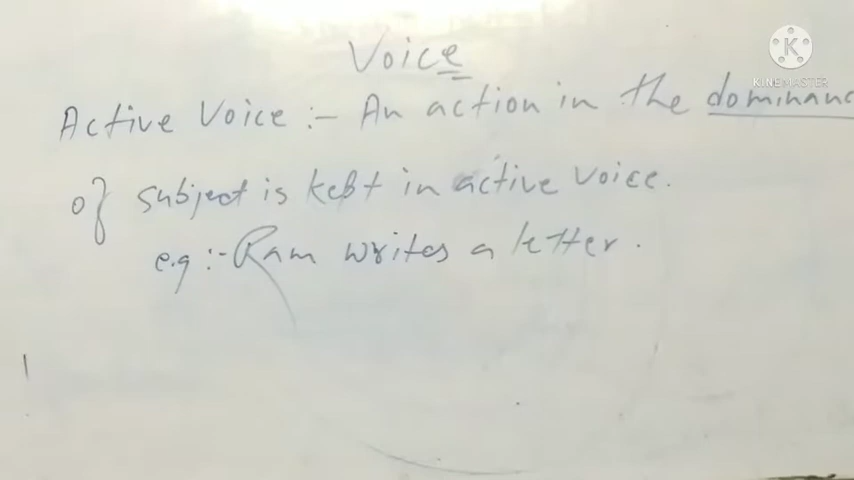 Voice
KINEMASTER
Active Voice :- An action in the dominanc
of subject is kept in active voice.
e.g :- Ram writes a letter.